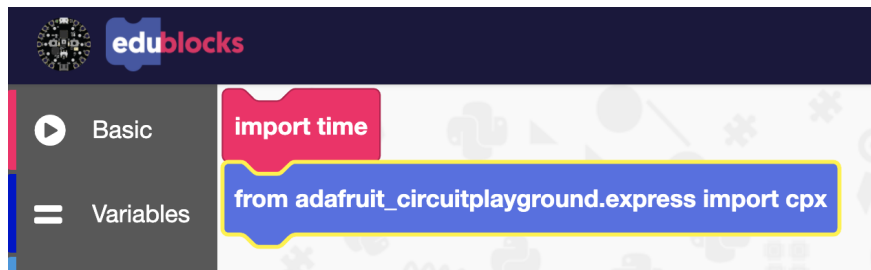 edublocks
Basic
import time
Variables
from adafruit_circuitplayground.express import cpx